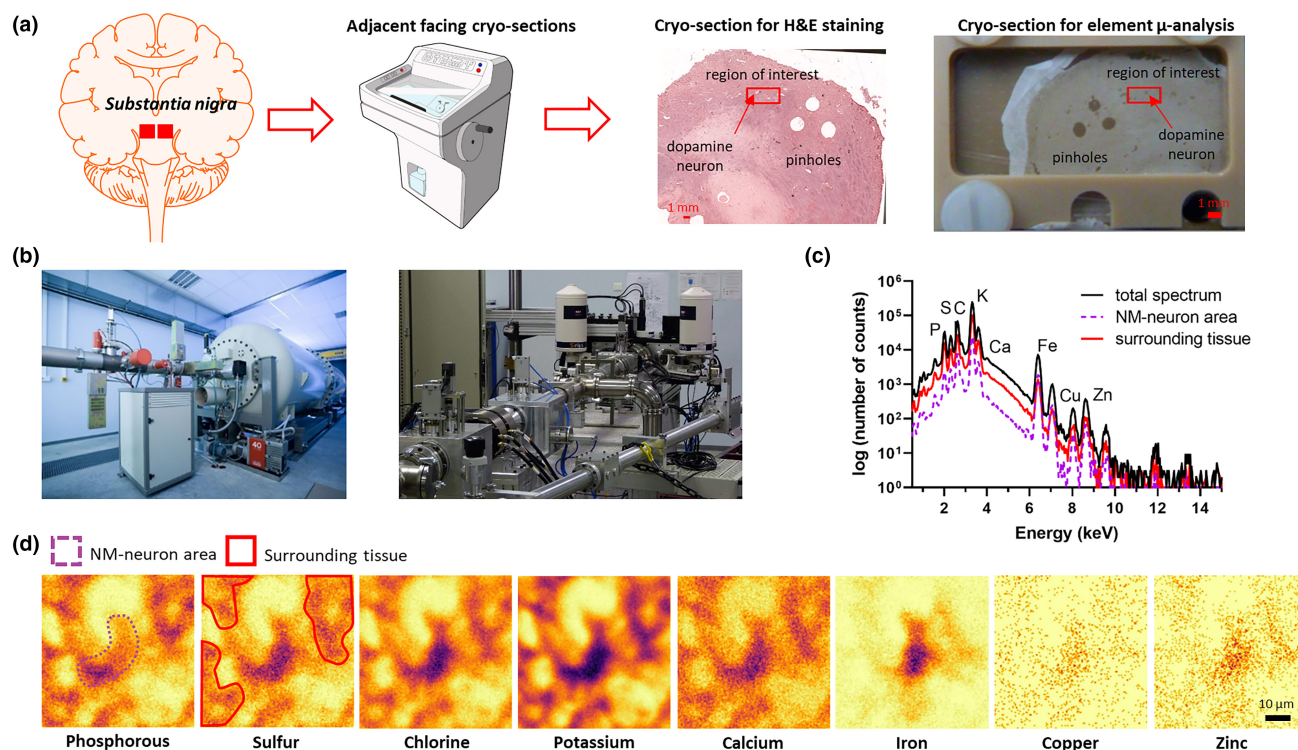 (a)
Substantia nigra
Adjacent facing cryo-sections
Cryo-section for H&E staining
region of interest
dopamine
neuron
pinholes
1 mm
Cryo-section for element µ-analysis
region of interest
dopamine
neuron
pinholes
1 mm
(b)
40
(c)
log (number of counts)
10⁶
10⁵
10⁴
10³
10²
10¹
10⁰
P
S C
K
Ca
Fe
Cu
Zn
total spectrum
NM-neuron area
surrounding tissue
2 4 6 8 10 12 14
Energy (keV)
(d)
NM-neuron area
Surrounding tissue
10 µm
Phosphorous
Sulfur
Chlorine
Potassium
Calcium
Iron
Copper
Zinc